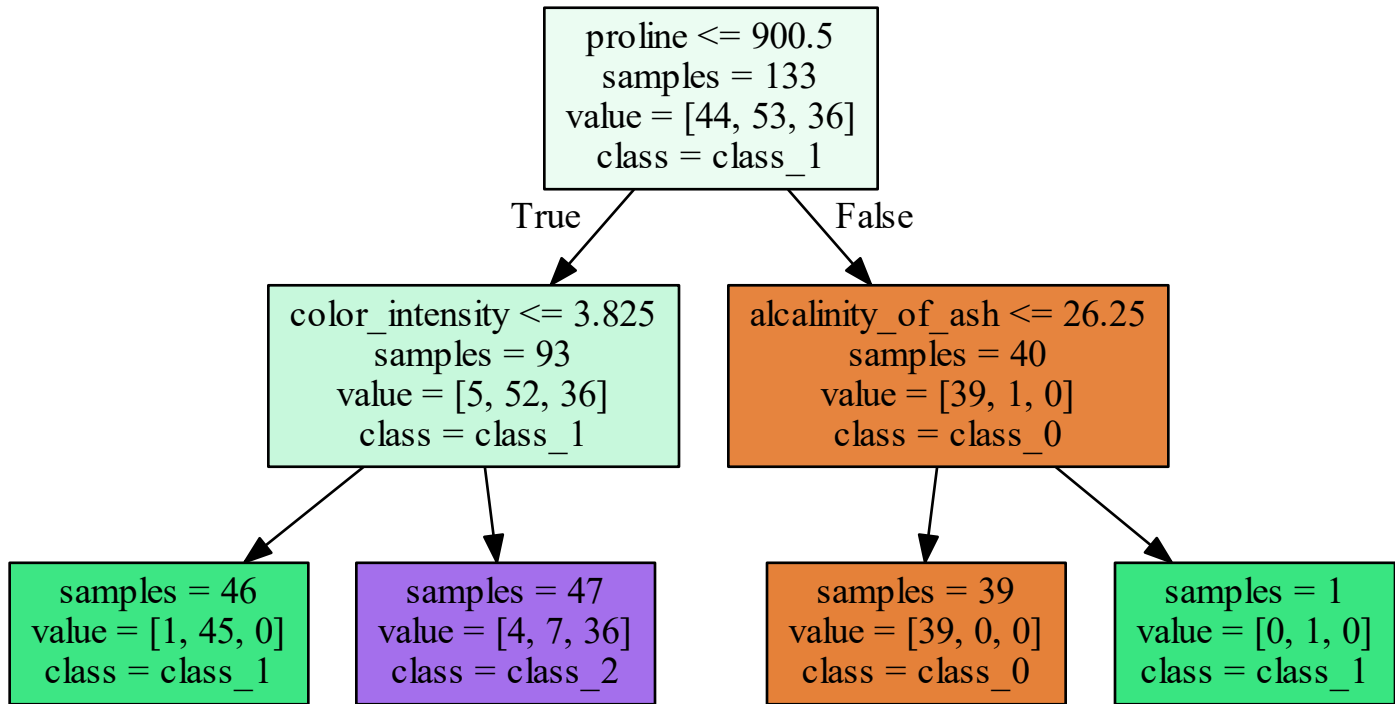 proline <= 900.5
samples = 133
value = [44, 53, 36]
class = class_1
True
False
color_intensity <= 3.825
samples = 93
value = [5, 52, 36]
class = class_1
alcalinity_of_ash <= 26.25
samples = 40
value = [39, 1, 0]
class = class_0
samples = 46
value = [1, 45, 0]
class = class_1
samples = 47
value = [4, 7, 36]
class = class_2
samples = 39
value = [39, 0, 0]
class = class_0
samples = 1
value = [0, 1, 0]
class = class_1